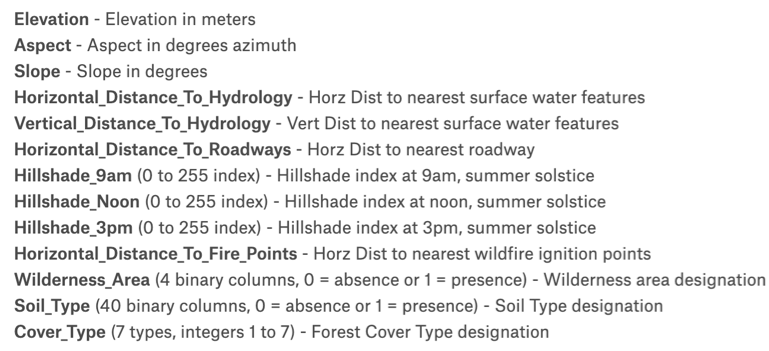 Elevation - Elevation in meters
Aspect - Aspect in degrees azimuth
Slope - Slope in degrees
Horizontal_Distance_To_Hydrology - Horz Dist to nearest surface water features
Vertical_Distance_To_Hydrology - Vert Dist to nearest surface water features
Horizontal_Distance_To_Roadways - Horz Dist to nearest roadway
Hillshade_9am (0 to 255 index) - Hillshade index at 9am, summer solstice
Hillshade_Noon (0 to 255 index) - Hillshade index at noon, summer solstice
Hillshade_3pm (0 to 255 index) - Hillshade index at 3pm, summer solstice
Horizontal_Distance_To_Fire_Points - Horz Dist to nearest wildfire ignition points
Wilderness_Area (4 binary columns, 0 = absence or 1 = presence) - Wilderness area designation
Soil_Type (40 binary columns, 0 = absence or 1 = presence) - Soil Type designation
Cover_Type (7 types, integers 1 to 7) - Forest Cover Type designation